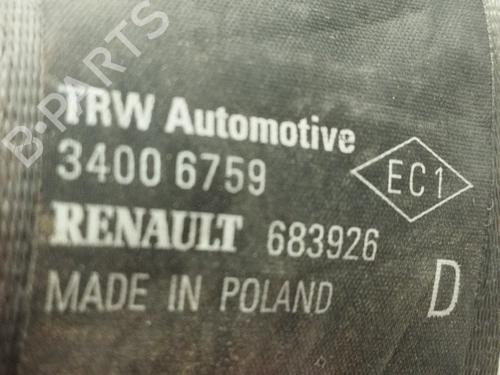 B-PARTS
TRW Automotive
3400 6759
EC1
RENAULT 683926
MADE IN POLAND
D